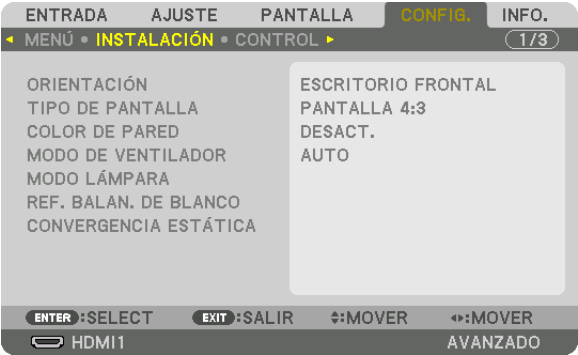 ENTRADA AJUSTE PANTALLA CONFIG. INFO.
MENÚ • INSTALACIÓN • CONTROL 1/3
ORIENTACIÓN ESCRITORIO FRONTAL
TIPO DE PANTALLA PANTALLA 4:3
COLOR DE PARED DESACT.
MODO DE VENTILADOR AUTO
MODO LÁMPARA
REF. BALAN. DE BLANCO
CONVERGENCIA ESTÁTICA
ENTER :SELECT EXIT :SALIR :MOVER :MOVER
HDMI1 AVANZADO